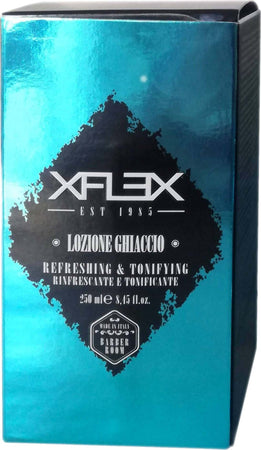 XFLEX
EST 1985
LOZIONE GHIACCIO
REFRESHING & TONIFYING
RINFRESCANTE E TONIFICANTE
250 ml e 8,45 fl.oz.
MADE IN ITALY
BARBER
ROOM